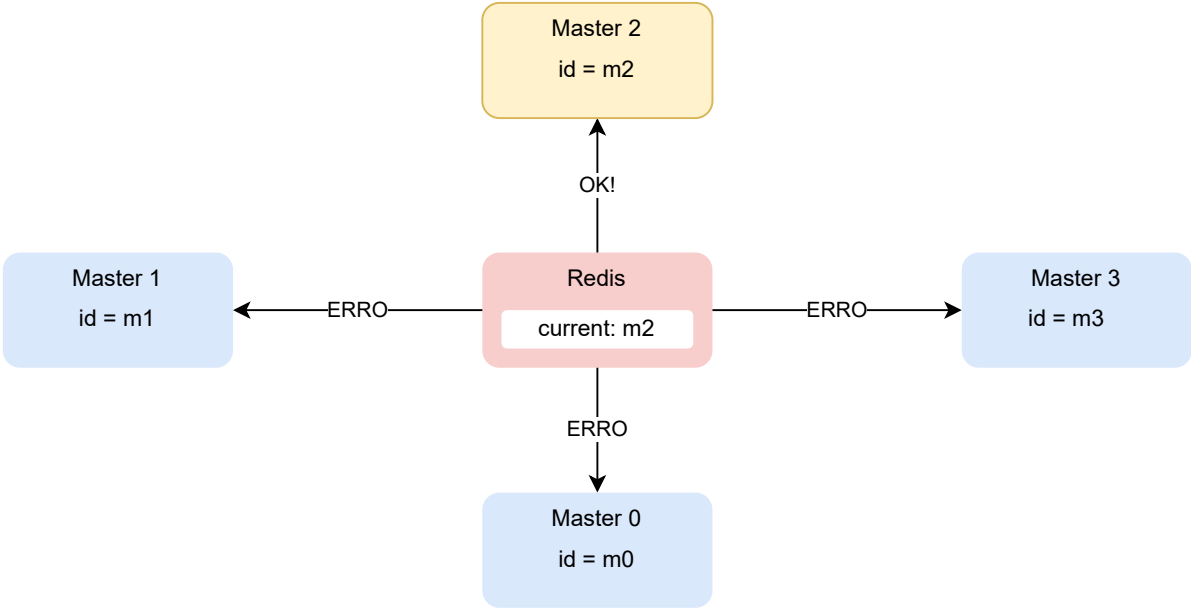 Master 2
id = m2
OK!
Master 1
id = m1
ERRO
Redis
current: m2
ERRO
Master 3
id = m3
ERRO
Master 0
id = m0